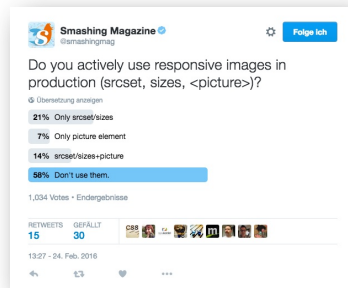 Smashing Magazine
@smashingmag
Folge ich
Do you actively use responsive images in
production (srcset, sizes, <picture>)?
Übersetzung anzeigen
21% Only srcset/sizes
7% Only picture element
14% srcset/sizes+picture
58% Don't use them.
1,034 Votes • Endergebnisse
RETWEETS GEFÄLLT
15 30
CSS
13:27 - 24. Feb. 2016